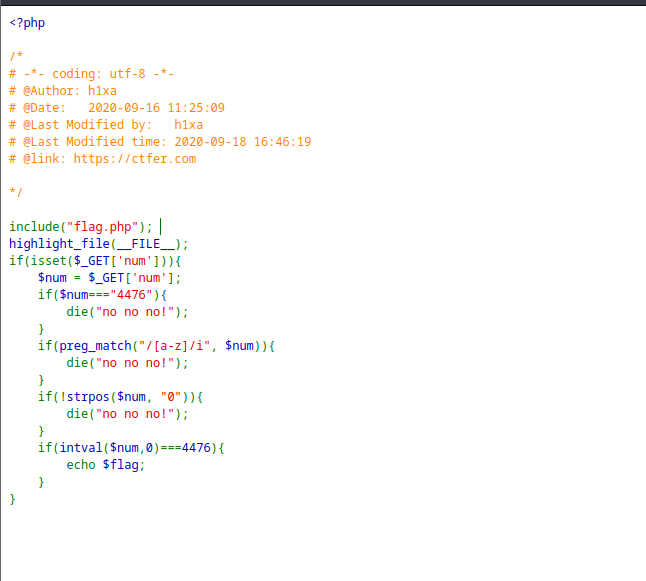 <?php
/*
# -*- coding: utf-8 -*-
# @Author: h1xa
# @Date:   2020-09-16 11:25:09
# @Last Modified by:   h1xa
# @Last Modified time: 2020-09-18 16:46:19
# @link: https://ctfer.com
*/
include("flag.php");
highlight_file(__FILE__);
if(isset($_GET['num'])){
    $num = $_GET['num'];
    if($num==="4476"){
        die("no no no!");
    }
    if(preg_match("/[a-z]/i", $num)){
        die("no no no!");
    }
    if(!strpos($num, "0")){
        die("no no no!");
    }
    if(intval($num,0)===4476){
        echo $flag;
    }
}